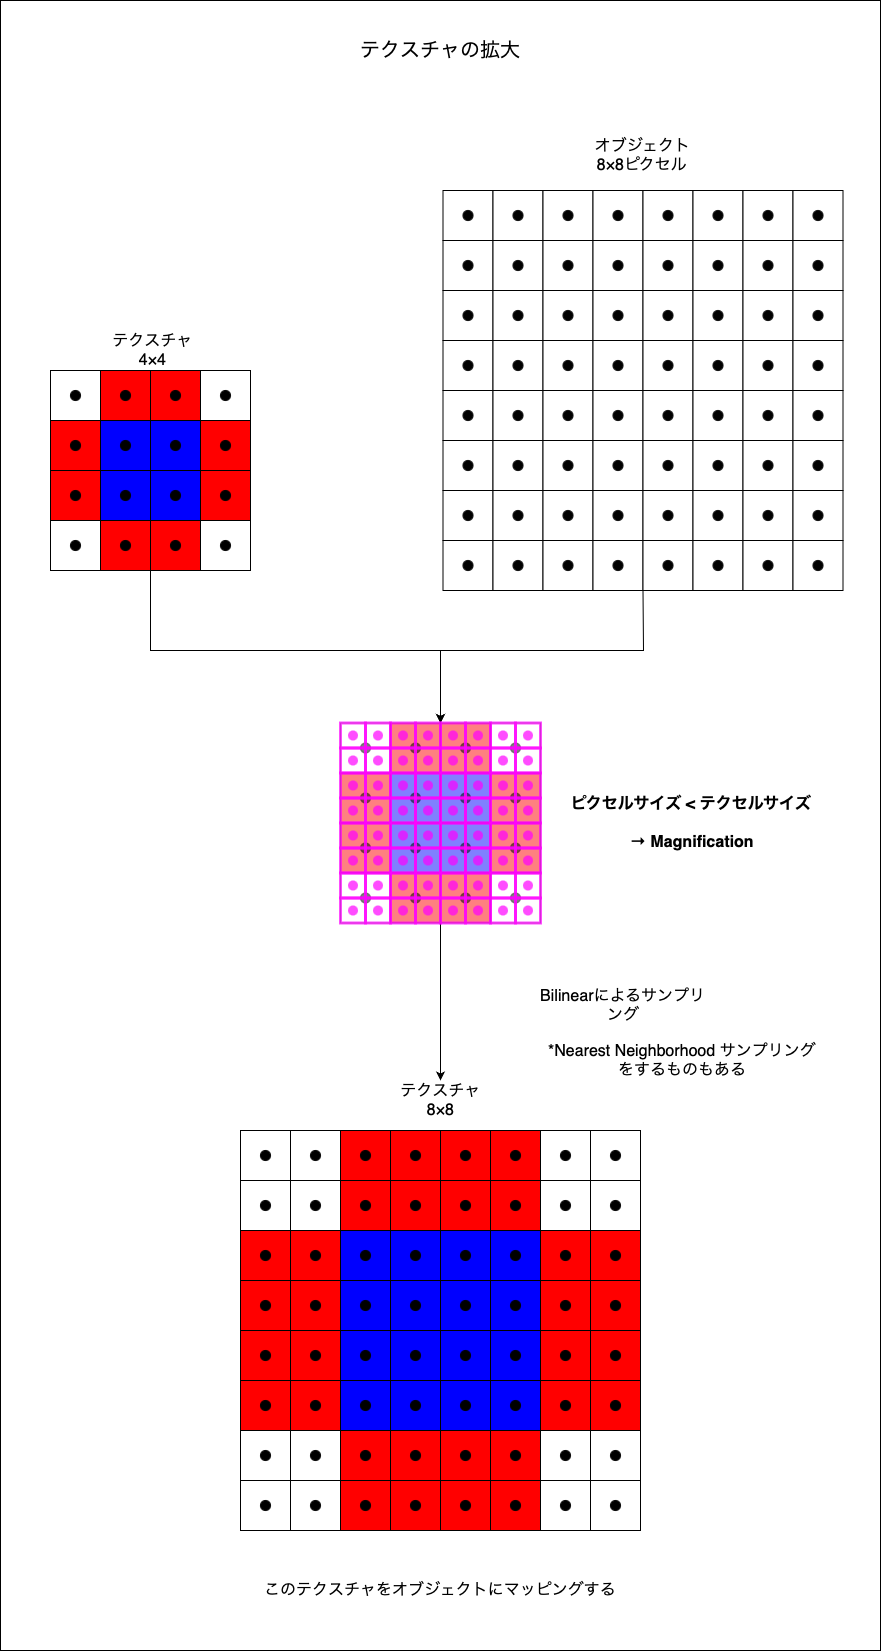 テクスチャの拡大
オブジェクト
8×8ピクセル
テクスチャ
4×4
ピクセルサイズ < テクセルサイズ
→ Magnification
Bilinearによるサンプリ
ング
*Nearest Neighborhood サンプリング
をするものもある
テクスチャ
8×8
このテクスチャをオブジェクトにマッピングする